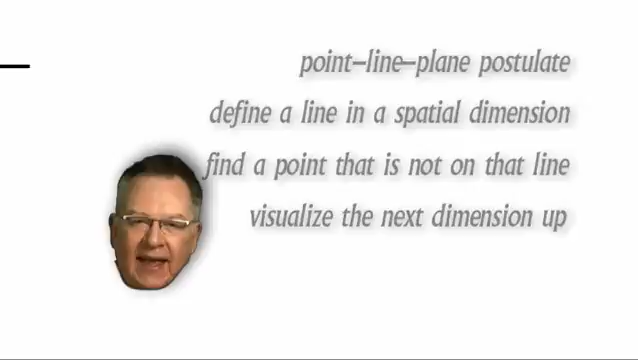 point–line–plane postulate
define a line in a spatial dimension
find a point that is not on that line
visualize the next dimension up